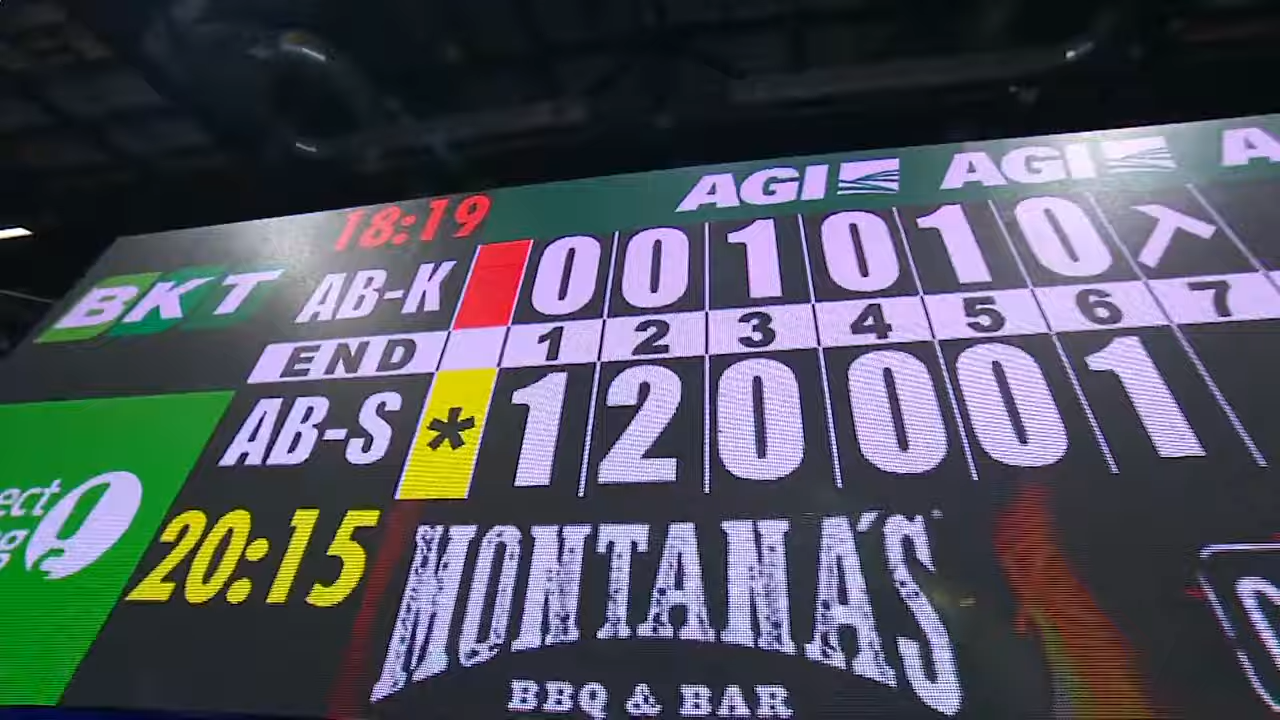 AGI AGI A
18:19
BKT AB-K 0 0 1 0 1 0
END 1 2 3 4 5 6 7
AB-S * 1 2 0 0 0 1
ect
20:15
MONTANA'S
BBQ & BAR